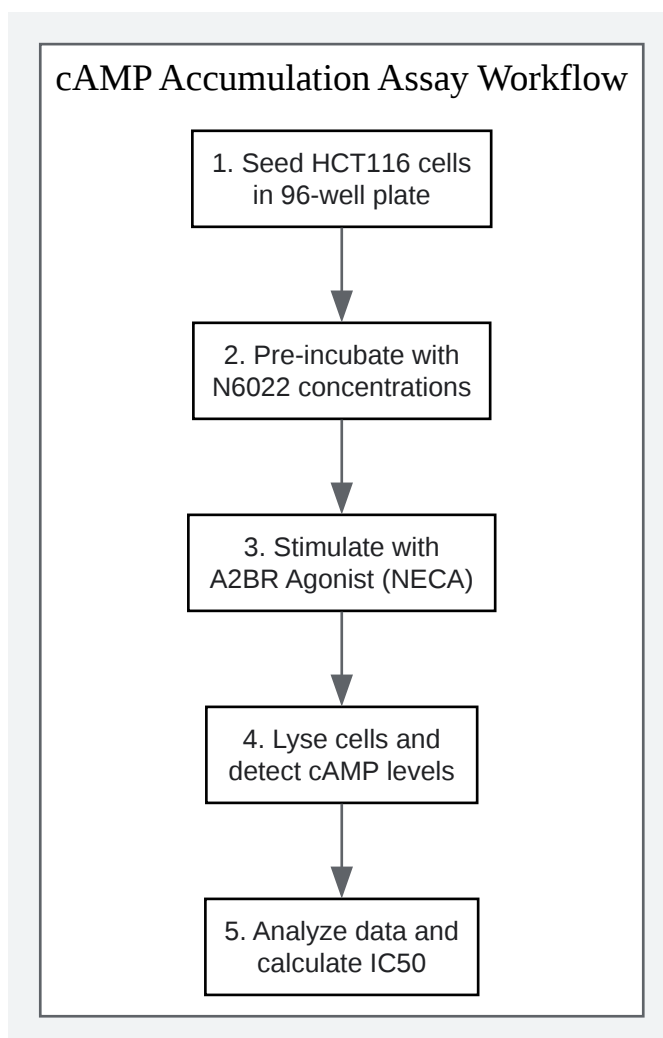 cAMP Accumulation Assay Workflow
1. Seed HCT116 cells
in 96-well plate
2. Pre-incubate with
N6022 concentrations
3. Stimulate with
A2BR Agonist (NECA)
4. Lyse cells and
detect cAMP levels
5. Analyze data and
calculate IC50